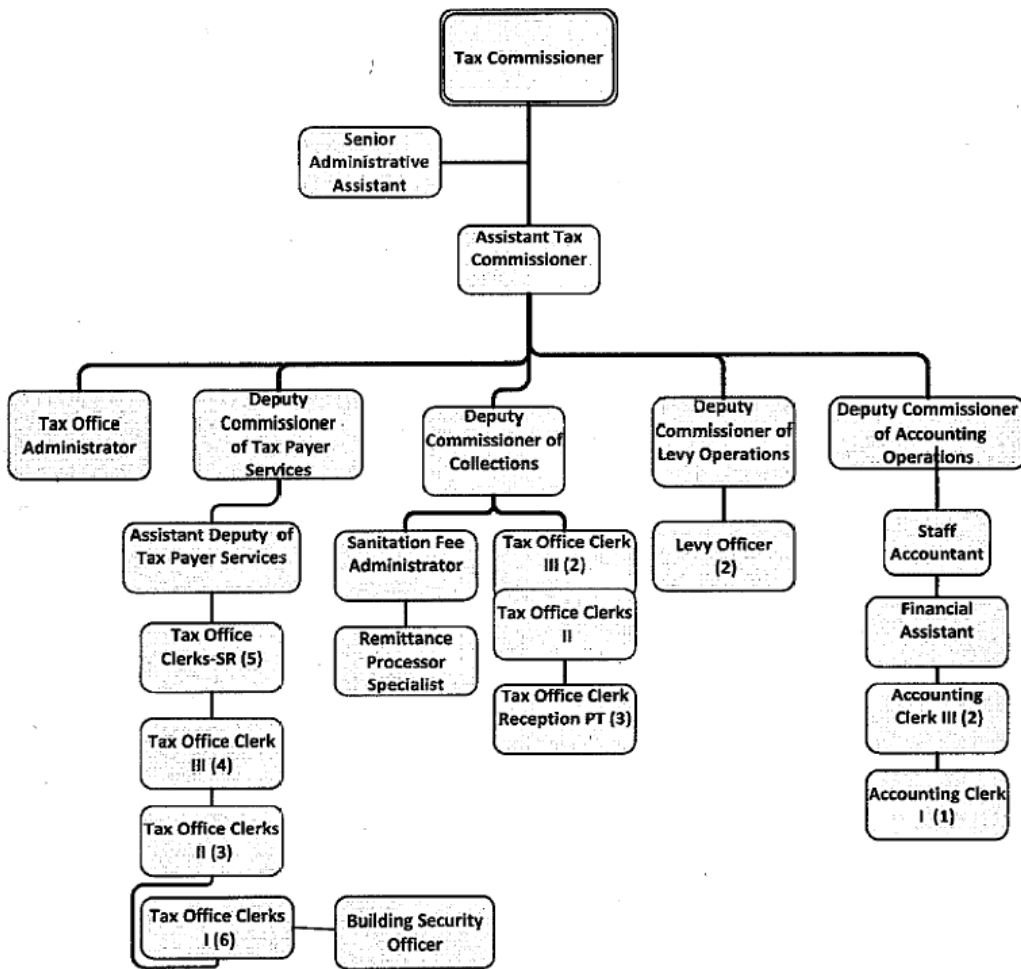 Tax Commissioner
Senior
Administrative
Assistant
Assistant Tax
Commissioner
Tax Office
Administrator
Deputy
Commissioner
of Tax Payer
Services
Deputy
Commissioner of
Collections
Deputy
Commissioner of
Levy Operations
Deputy Commissioner
of Accounting
Operations
Assistant Deputy of
Tax Payer Services
Sanitation Fee
Administrator
Tax Office Clerk
III (2)
Levy Officer
(2)
Staff
Accountant
Tax Office
Clerks-SR (5)
Remittance
Processor
Specialist
Tax Office Clerks
II
Financial
Assistant
Tax Office Clerk
Reception PT (3)
Accounting
Clerk III (2)
Tax Office Clerk
III (4)
Accounting Clerk
I (1)
Tax Office Clerks
II (3)
Tax Office Clerks
I (6)
Building Security
Officer